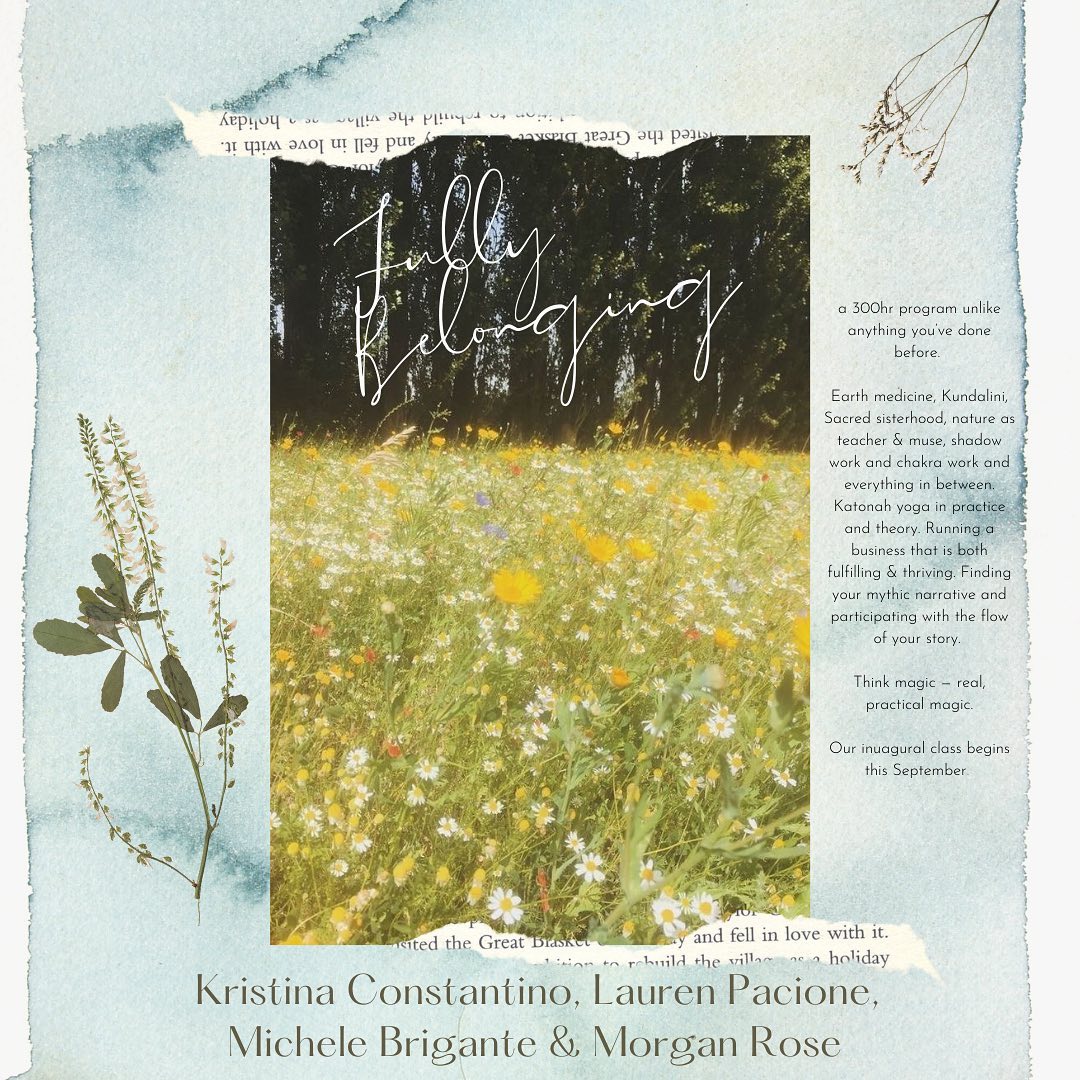 holiday
and fell in love with it.
sited the Great
Fully
Belonging
a 300hr program unlike
anything you've done
before.
Earth medicine, Kundalini,
Sacred sisterhood, nature as
teacher & muse, shadow
work and chakra work and
everything in between.
Katonah yoga in practice
and theory. Running a
business that is both
fulfilling & thriving. Finding
your mythic narrative and
participating with the flow
of your story.
Think magic – real,
practical magic.
Our inuagural class begins
this September.
sited the Great Blasket and fell in love with it.
to rebuild the village as a holiday
Kristina Constantino, Lauren Pacione,
Michele Brigante & Morgan Rose